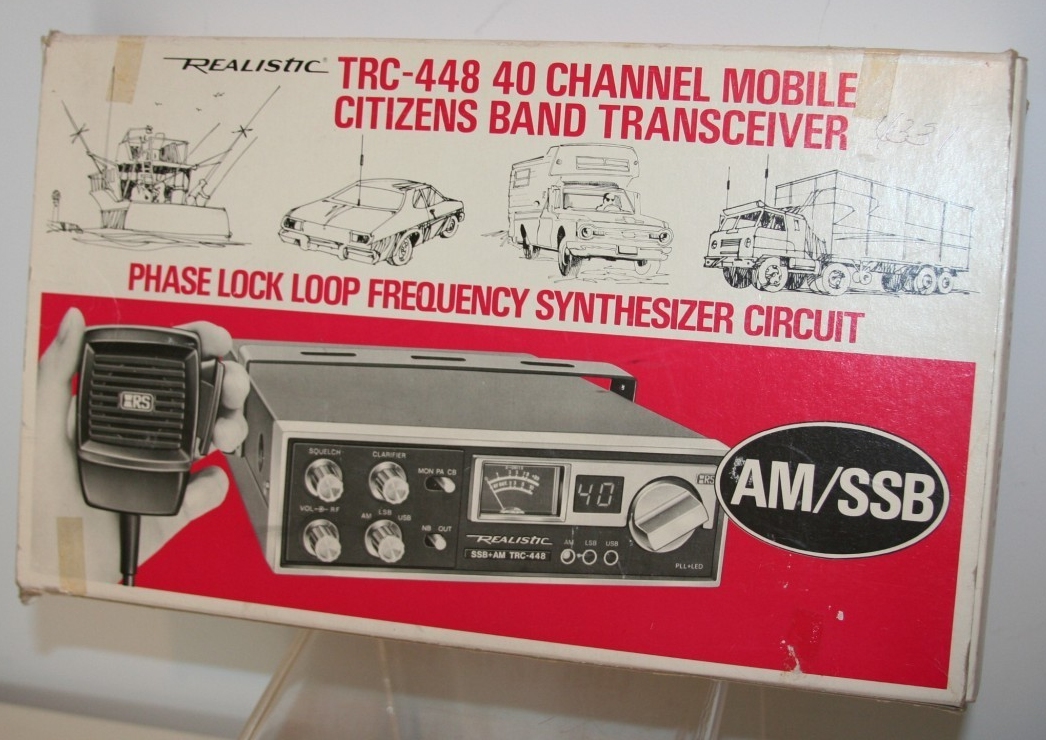 REALISTIC® TRC-448 40 CHANNEL MOBILE
CITIZENS BAND TRANSCEIVER
PHASE LOCK LOOP FREQUENCY SYNTHESIZER CIRCUIT
RS
SQUELCH
CLARIFIER
MON PA CB
VOL RF
AM LSB USB
NB OUT
40
RS
REALISTIC
SSB+AM TRC-448
AM LSB USB
PLL+LED
AM/SSB